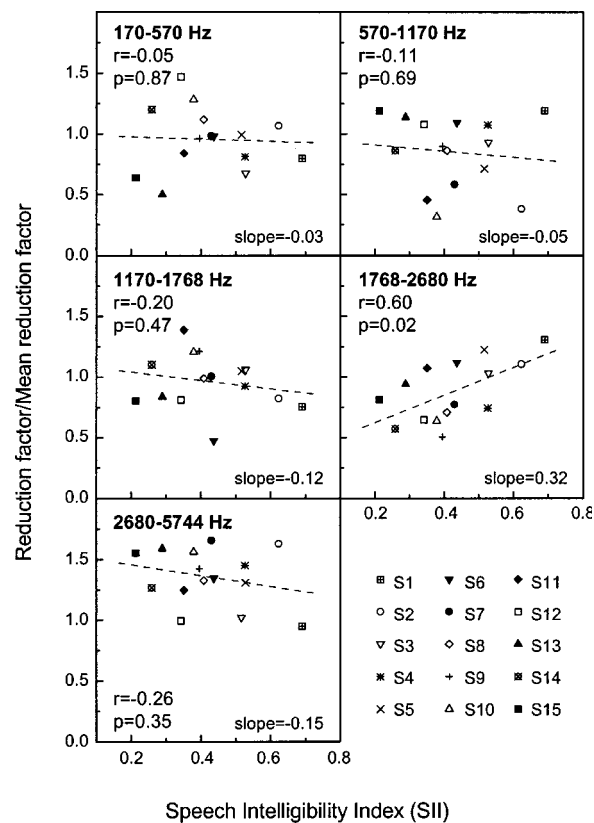 170-570 Hz
r=-0.05
p=0.87
slope=-0.03
570-1170 Hz
r=-0.11
p=0.69
slope=-0.05
1170-1768 Hz
r=-0.20
p=0.47
slope=-0.12
1768-2680 Hz
r=0.60
p=0.02
slope=0.32
2680-5744 Hz
r=-0.26
p=0.35
slope=-0.15
1.5
1.0
0.5
0.0
1.5
1.0
0.5
0.0
1.5
1.0
0.5
0.0
0.2 0.4 0.6 0.8
0.2 0.4 0.6 0.8
S1 S6 S11
S2 S7 S12
S3 S8 S13
S4 S9 S14
S5 S10 S15
Reduction factor/Mean reduction factor
Speech Intelligibility Index (SII)